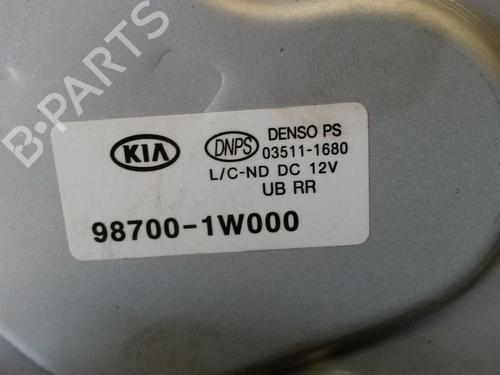 B-PARTS
KIA DNPS DENSO PS
03511-1680
L/C-ND DC 12V
UB RR
98700-1W000